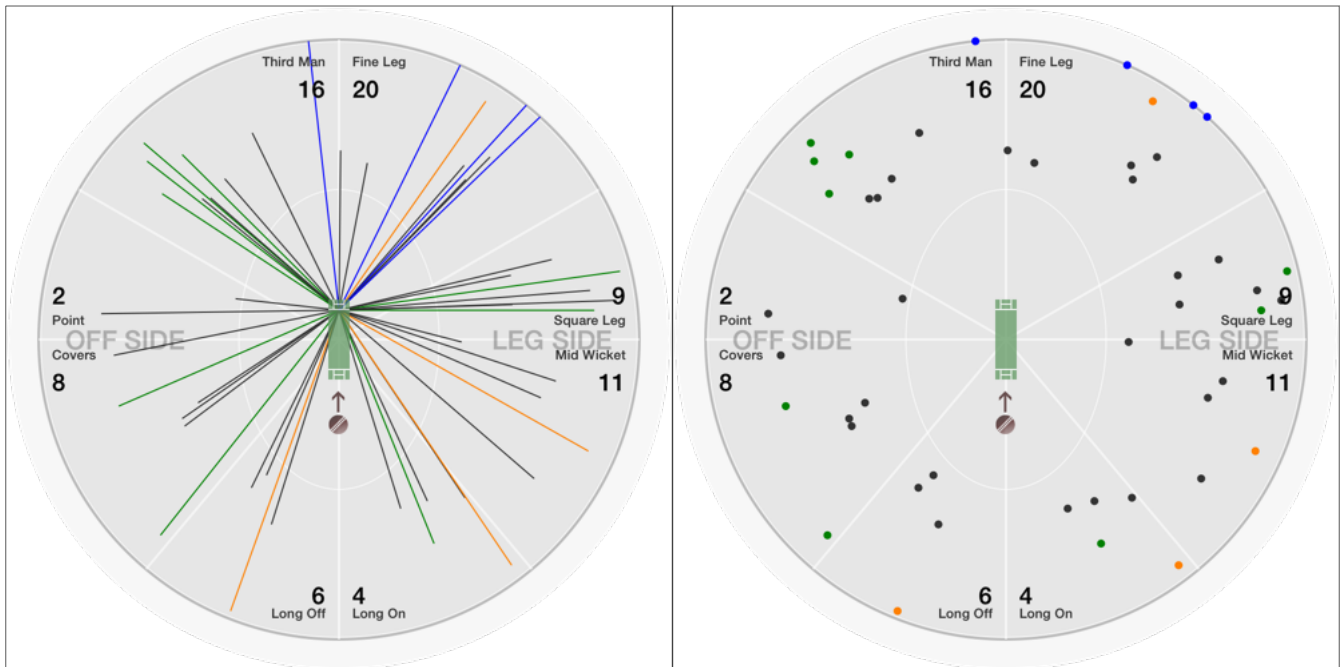 Third Man Fine Leg
16 20
2 9
Point Square Leg
OFF SIDE LEG SIDE
Covers Mid Wicket
8 11
6 4
Long Off Long On
Third Man Fine Leg
16 20
2 9
Point Square Leg
OFF SIDE LEG SIDE
Covers Mid Wicket
8 11
6 4
Long Off Long On